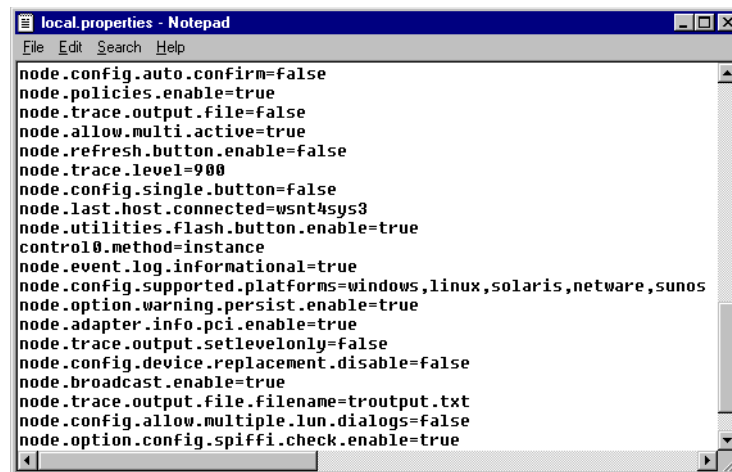 local.properties - Notepad
File Edit Search Help
node.config.auto.confirm=false
node.policies.enable=true
node.trace.output.file=false
node.allow.multi.active=true
node.refresh.button.enable=false
node.trace.level=900
node.config.single.button=false
node.last.host.connected=wsnt4sys3
node.utilities.flash.button.enable=true
control0.method=instance
node.event.log.informational=true
node.config.supported.platforms=windows,linux,solaris,netware,sunos
node.option.warning.persist.enable=true
node.adapter.info.pci.enable=true
node.trace.output.setlevelonly=false
node.config.device.replacement.disable=false
node.broadcast.enable=true
node.trace.output.file.filename=troutput.txt
node.config.allow.multiple.lun.dialogs=false
node.option.config.spiffi.check.enable=true